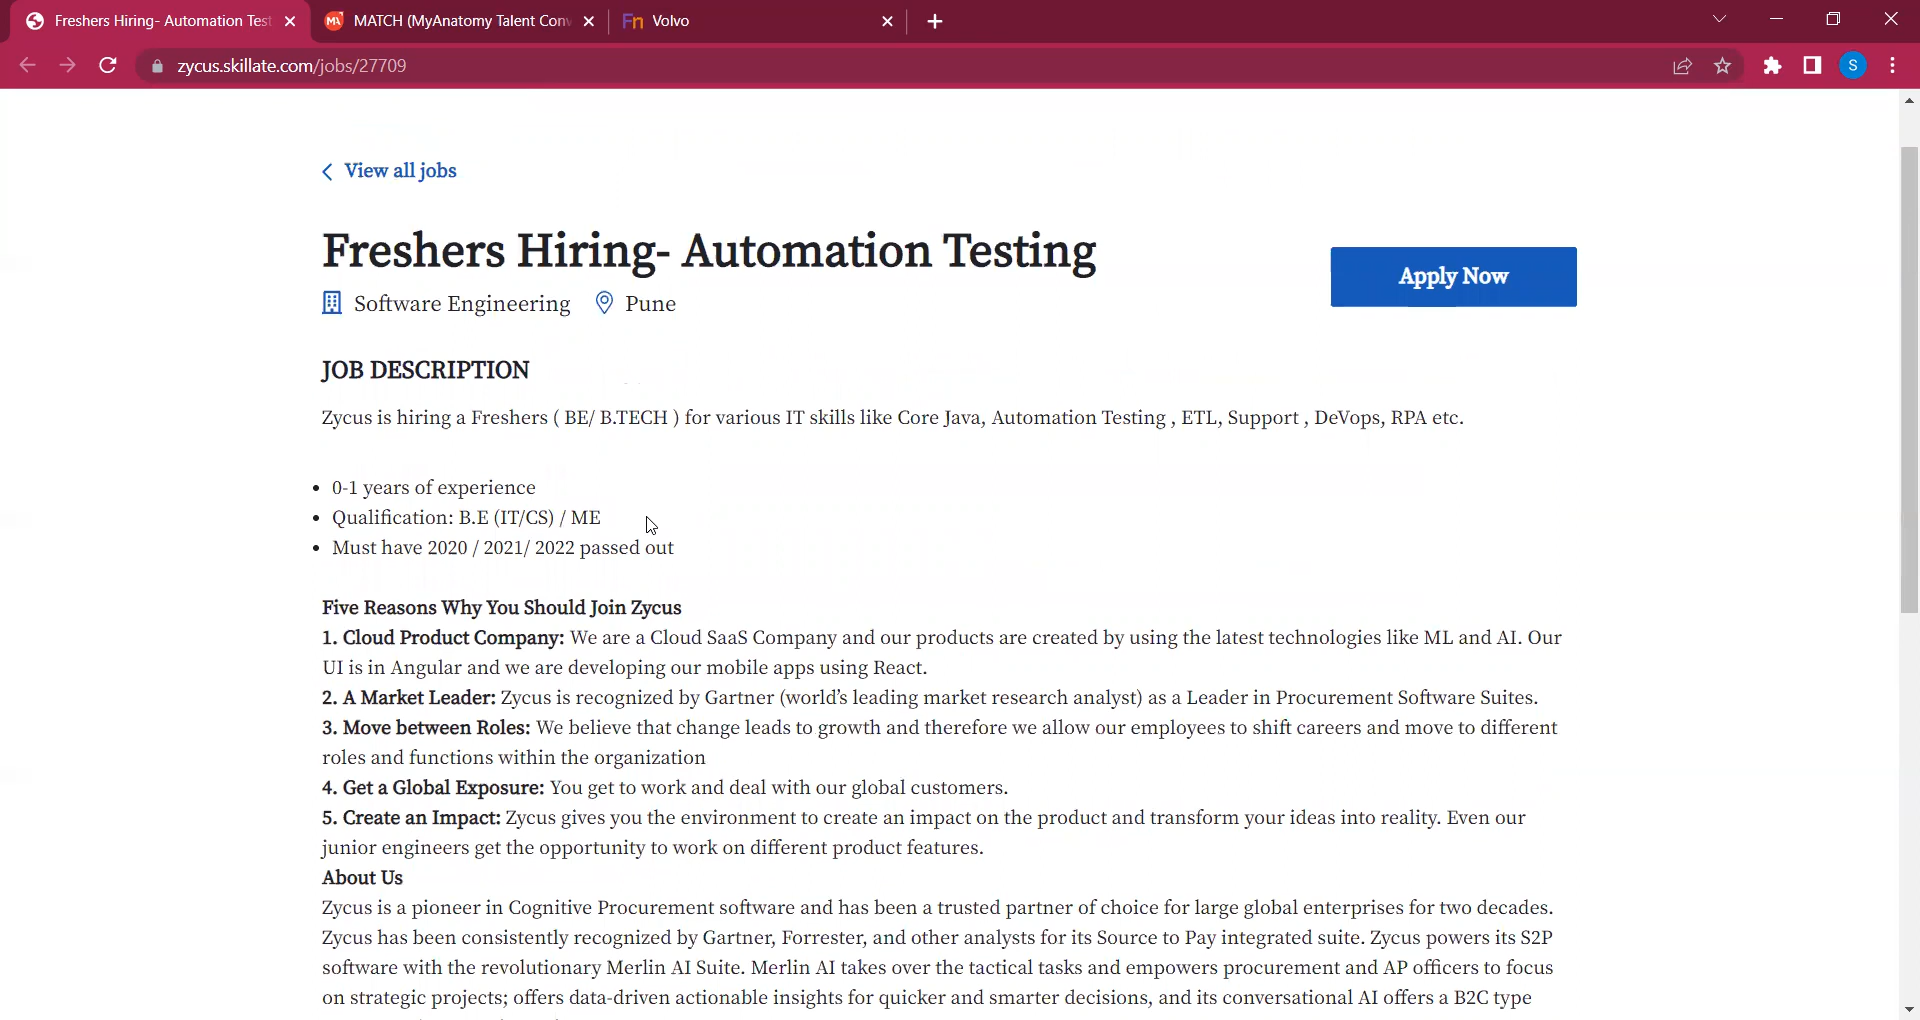 Freshers Hiring- Automation Test
MATCH (MyAnatomy Talent Conv
Volvo
zycus.skillate.com/jobs/27709
S
View all jobs
Freshers Hiring- Automation Testing
Apply Now
Software Engineering Pune
JOB DESCRIPTION
Zycus is hiring a Freshers ( BE/ B.TECH ) for various IT skills like Core Java, Automation Testing , ETL, Support , DeVops, RPA etc.
• 0-1 years of experience
• Qualification: B.E (IT/CS) / ME
• Must have 2020 / 2021/ 2022 passed out
Five Reasons Why You Should Join Zycus
1. Cloud Product Company: We are a Cloud SaaS Company and our products are created by using the latest technologies like ML and AI. Our
UI is in Angular and we are developing our mobile apps using React.
2. A Market Leader: Zycus is recognized by Gartner (world's leading market research analyst) as a Leader in Procurement Software Suites.
3. Move between Roles: We believe that change leads to growth and therefore we allow our employees to shift careers and move to different
roles and functions within the organization
4. Get a Global Exposure: You get to work and deal with our global customers.
5. Create an Impact: Zycus gives you the environment to create an impact on the product and transform your ideas into reality. Even our
junior engineers get the opportunity to work on different product features.
About Us
Zycus is a pioneer in Cognitive Procurement software and has been a trusted partner of choice for large global enterprises for two decades.
Zycus has been consistently recognized by Gartner, Forrester, and other analysts for its Source to Pay integrated suite. Zycus powers its S2P
software with the revolutionary Merlin AI Suite. Merlin AI takes over the tactical tasks and empowers procurement and AP officers to focus
on strategic projects; offers data-driven actionable insights for quicker and smarter decisions, and its conversational AI offers a B2C type